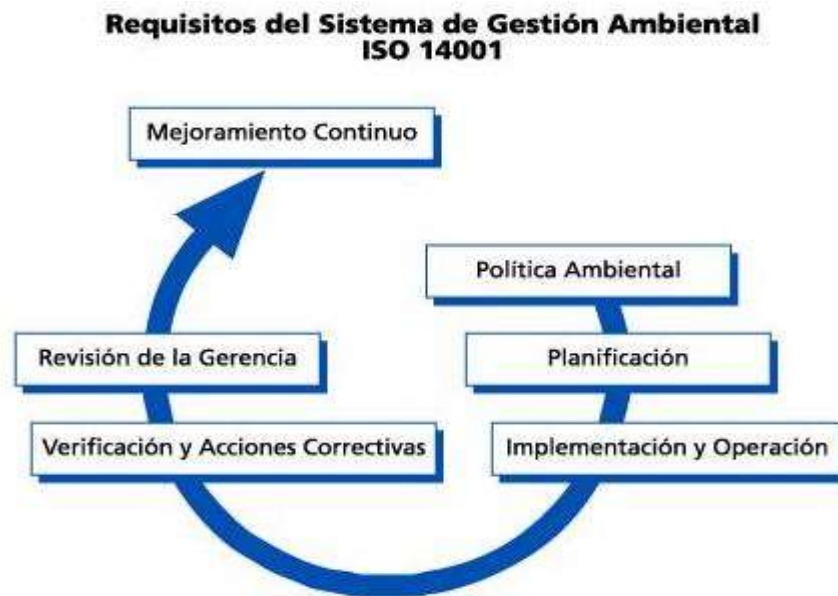 Requisitos del Sistema de Gestión Ambiental
ISO 14001
Mejoramiento Continuo
Política Ambiental
Revisión de la Gerencia
Planificación
Verificación y Acciones Correctivas
Implementación y Operación